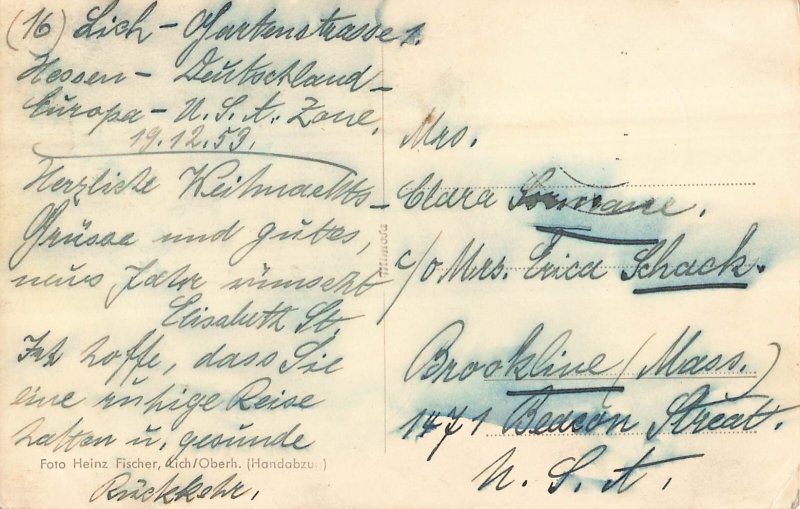 (16) Lich - Gartenstrasse 1.
Hessen - Deutschland -
Europa - U.S.A. Zone.
19.12.53.
Herzliche Weihnachts-
Grüsse und gutes,
neues Jahr wünscht
Elisabeth St.
Ich hoffe, dass Sie
eine ruhige Reise
hatten u. gesunde
Rückkehr.
Foto Heinz Fischer, Lich/Oberh. (Handabzug)
Mimosa
Mrs.
Clara
c/o Mrs. Erica Schack.
Brookline (Mass.)
1471 Beacon Streat.
U. S. A.